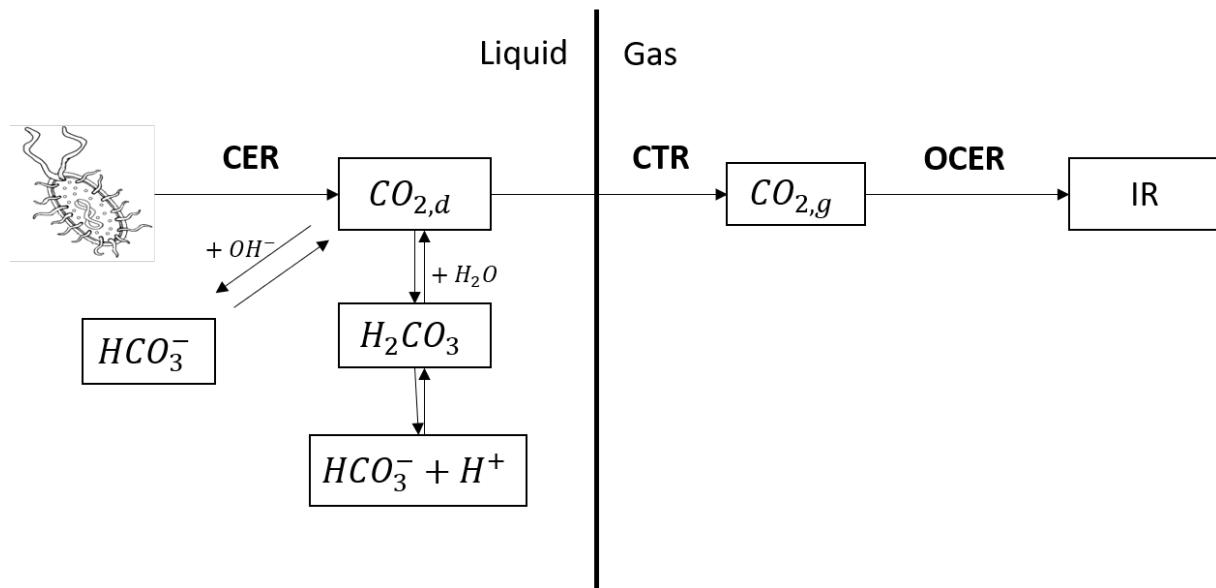 Liquid
Gas
CER
CTR
OCER
CO₂,d
CO₂,g
IR
+ OH⁻
+ H₂O
HCO₃⁻
H₂CO₃
HCO₃⁻ + H⁺